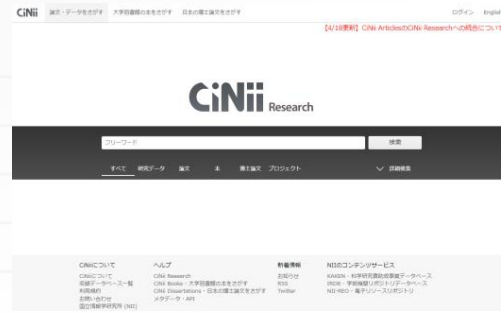 CiNii 論文・データをさがす 大学図書館の本をさがす 日本の博士論文をさがす ログイン English
【4/18更新】CiNii ArticlesのCiNii Researchへの統合について
CiNii Research
フリーワード 検索
すべて 研究データ 論文 本 博士論文 プロジェクト 詳細検索
CiNiiについて ヘルプ 新着情報 NIIのコンテンツサービス
CiNiiについて CiNii Research お知らせ KAKEN - 科学研究費助成事業データベース
収録データベース一覧 CiNii Books - 大学図書館の本をさがす RSS IRDB - 学術機関リポジトリデータベース
利用規約 CiNii Dissertations - 日本の博士論文をさがす Twitter NII-REO - 電子リソースリポジトリ
お問い合わせ メタデータ・API
国立情報学研究所 (NII)